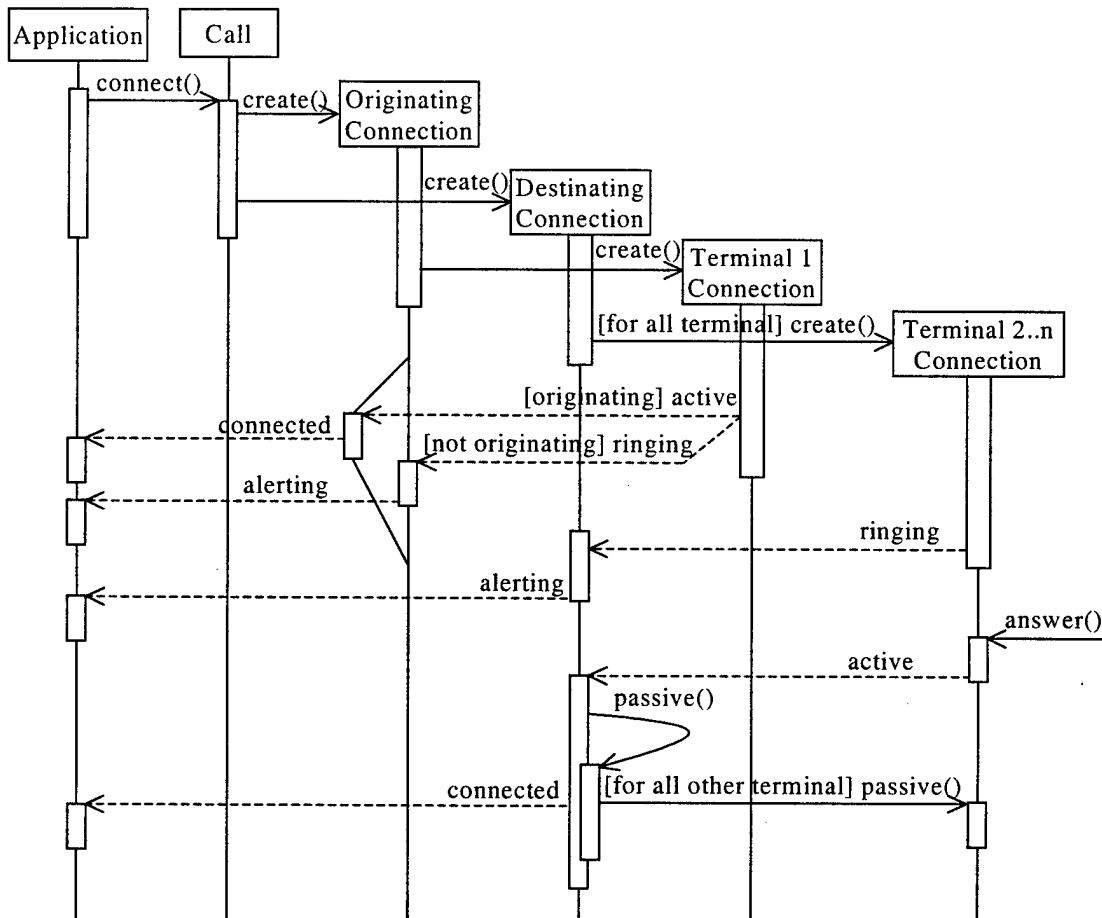 Application
Call
connect()
create()
Originating
Connection
create()
Destinating
Connection
create()
Terminal 1
Connection
[for all terminal] create()
Terminal 2..n
Connection
[originating] active
connected
[not originating] ringing
alerting
ringing
alerting
answer()
active
passive()
connected
[for all other terminal] passive()